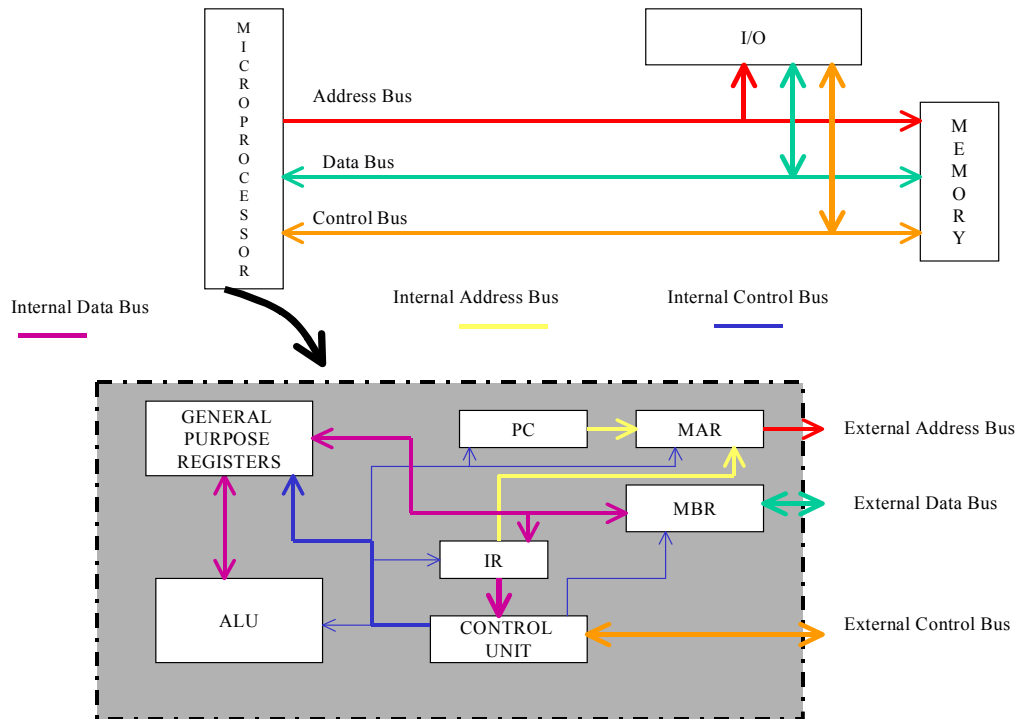 MICROPROCESSOR
I/O
Address Bus
MEMORY
Data Bus
Control Bus
Internal Data Bus
Internal Address Bus
Internal Control Bus
GENERAL
PURPOSE
REGISTERS
PC
MAR
External Address Bus
MBR
External Data Bus
IR
ALU
CONTROL
UNIT
External Control Bus